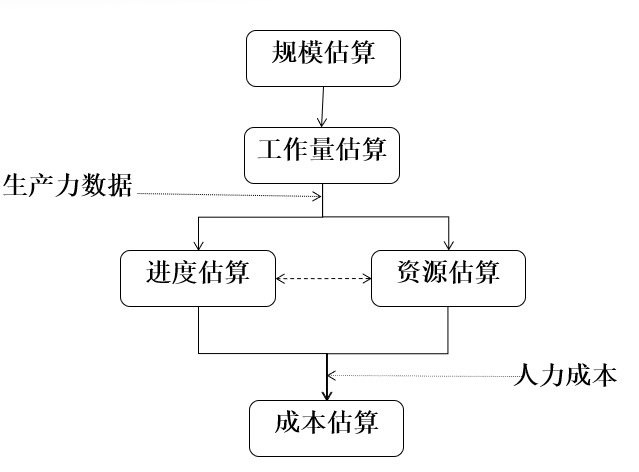 规模估算
工作量估算
生产力数据
进度估算
资源估算
人力成本
成本估算